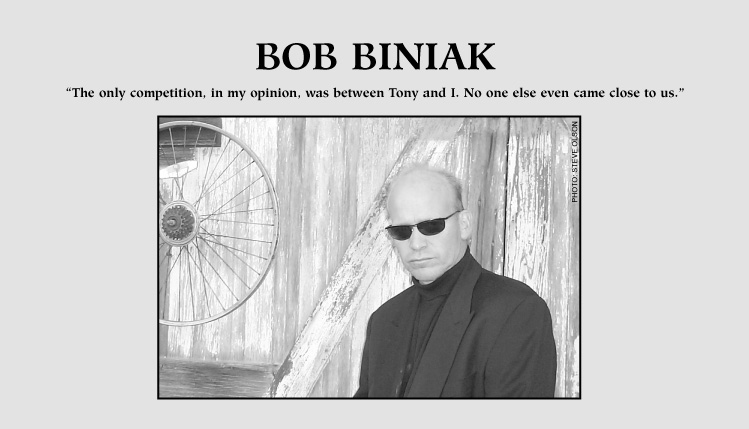 BOB BINIAK
“The only competition, in my opinion, was between Tony and I. No one else even came close to us.”
PHOTO: STEVE OLSON